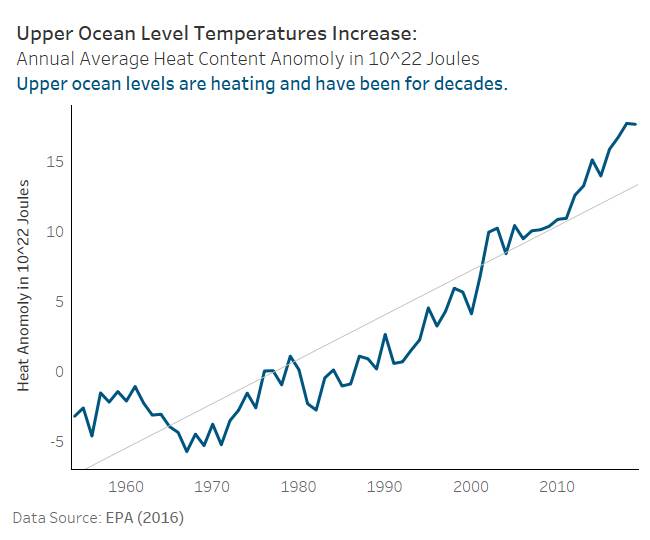 Upper Ocean Level Temperatures Increase:
Annual Average Heat Content Anomoly in 10^22 Joules
Upper ocean levels are heating and have been for decades.
Heat Anomoly in 10^22 Joules
15
10
5
0
-5
1960 1970 1980 1990 2000 2010
Data Source: EPA (2016)